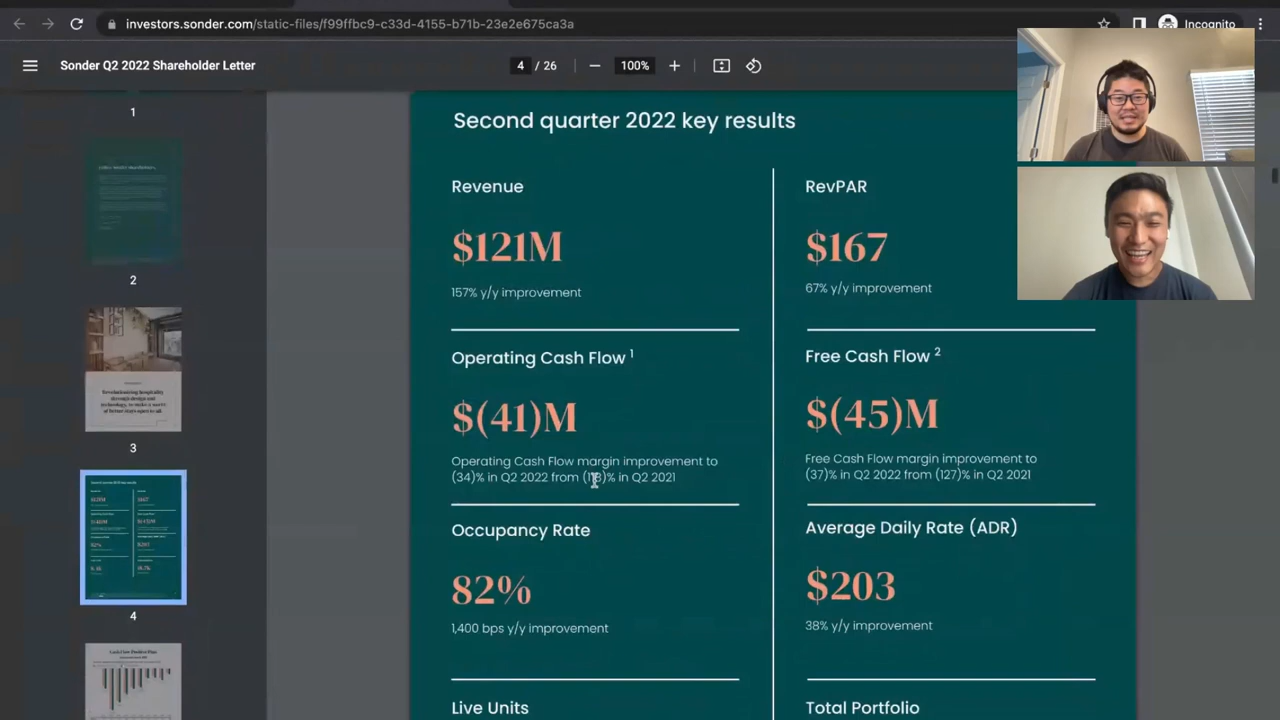 investors.sonder.com/static-files/f99ffbc9-c33d-4155-b71b-23e2e675ca3a
Incognito
Sonder Q2 2022 Shareholder Letter
4 / 26
100%
1
2
3
4
Second quarter 2022 key results
Revenue
$121M
157% y/y improvement
RevPAR
$167
67% y/y improvement
Operating Cash Flow 1
$(41)M
Operating Cash Flow margin improvement to
(34)% in Q2 2022 from in Q2 2021
Free Cash Flow 2
$(45)M
Free Cash Flow margin improvement to
(37)% in Q2 2022 from (127)% in Q2 2021
Occupancy Rate
82%
1,400 bps y/y improvement
Average Daily Rate (ADR)
$203
38% y/y improvement
Live Units
Total Portfolio